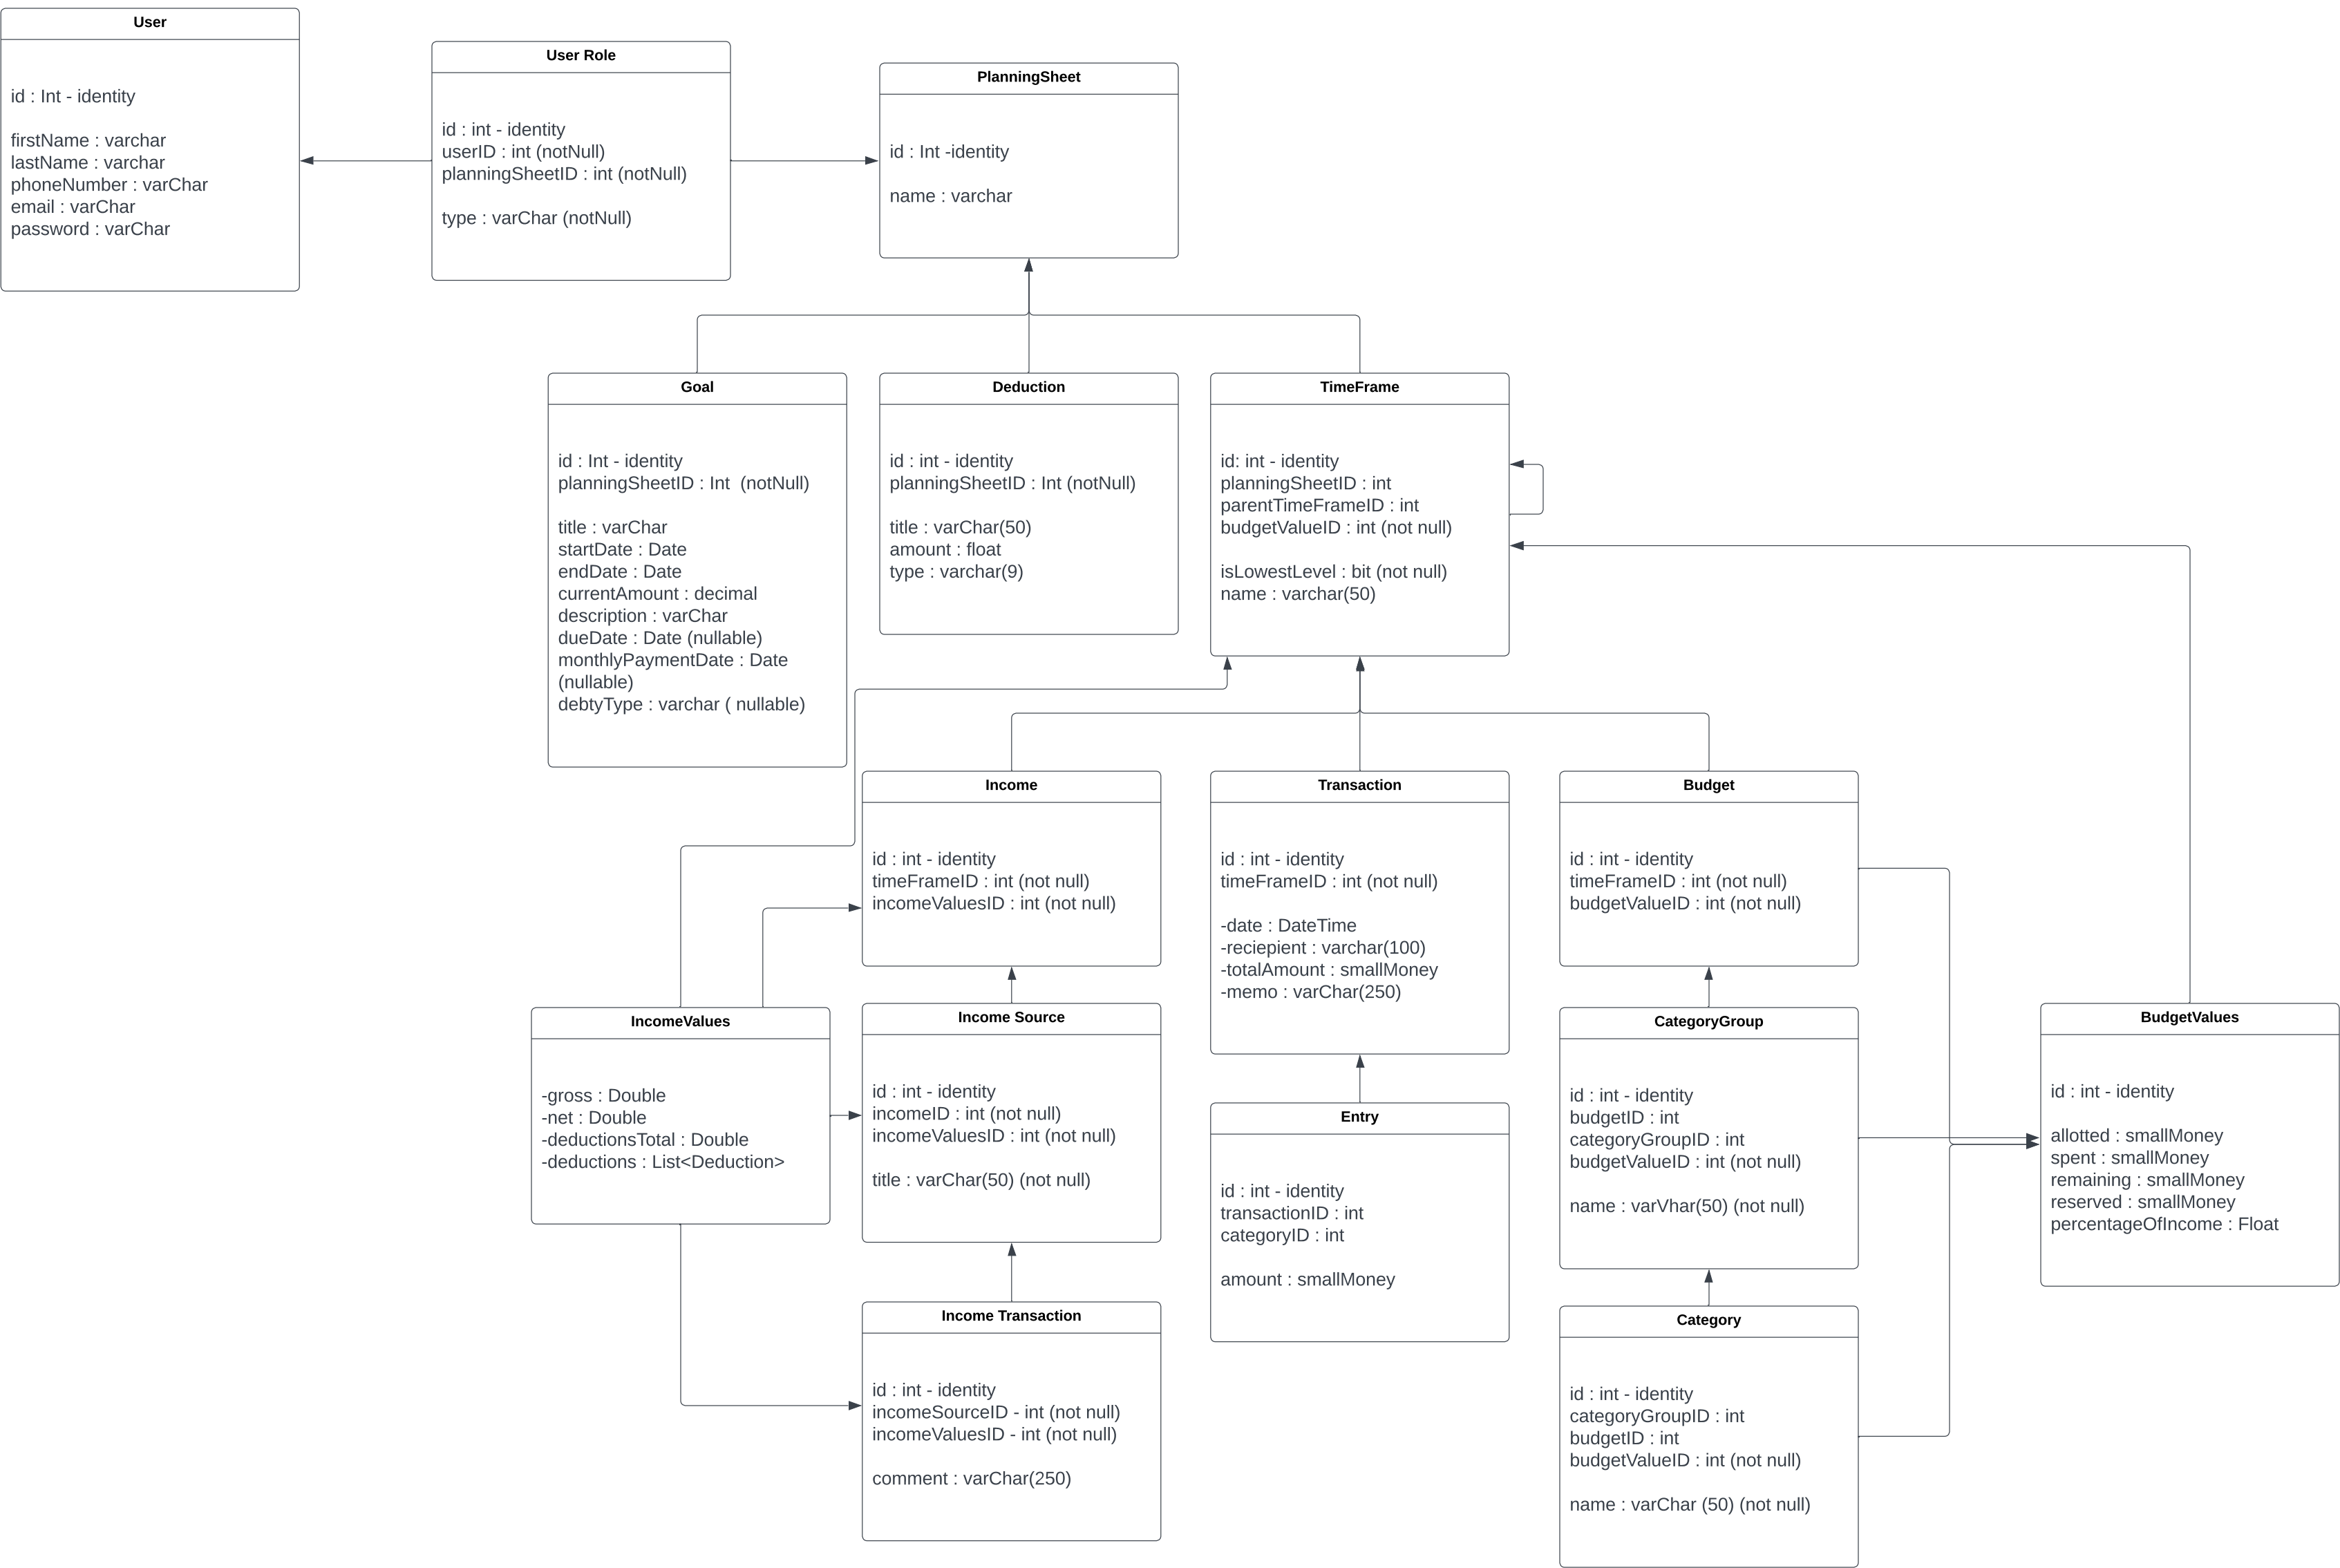 User
id : Int - identity
firstName : varchar
lastName : varchar
phoneNumber : varChar
email : varChar
password : varChar
User Role
id : int - identity
userID : int (notNull)
planningSheetID : int (notNull)
type : varChar (notNull)
PlanningSheet
id : Int -identity
name : varchar
Goal
id : Int - identity
planningSheetID : Int  (notNull)
title : varChar
startDate : Date
endDate : Date
currentAmount : decimal
description : varChar
dueDate : Date (nullable)
monthlyPaymentDate : Date
(nullable)
debtyType : varchar ( nullable)
Deduction
id : int - identity
planningSheetID : Int (notNull)
title : varChar(50)
amount : float
type : varchar(9)
TimeFrame
id: int - identity
planningSheetID : int
parentTimeFrameID : int
budgetValueID : int (not null)
isLowestLevel : bit (not null)
name : varchar(50)
Income
id : int - identity
timeFrameID : int (not null)
incomeValuesID : int (not null)
Transaction
id : int - identity
timeFrameID : int (not null)
-date : DateTime
-reciepient : varchar(100)
-totalAmount : smallMoney
-memo : varChar(250)
Budget
id : int - identity
timeFrameID : int (not null)
budgetValueID : int (not null)
IncomeValues
-gross : Double
-net : Double
-deductionsTotal : Double
-deductions : List<Deduction>
Income Source
id : int - identity
incomeID : int (not null)
incomeValuesID : int (not null)
title : varChar(50) (not null)
Entry
id : int - identity
transactionID : int
categoryID : int
amount : smallMoney
CategoryGroup
id : int - identity
budgetID : int
categoryGroupID : int
budgetValueID : int (not null)
name : varVhar(50) (not null)
BudgetValues
id : int - identity
allotted : smallMoney
spent : smallMoney
remaining : smallMoney
reserved : smallMoney
percentageOfIncome : Float
Income Transaction
id : int - identity
incomeSourceID - int (not null)
incomeValuesID - int (not null)
comment : varChar(250)
Category
id : int - identity
categoryGroupID : int
budgetID : int
budgetValueID : int (not null)
name : varChar (50) (not null)